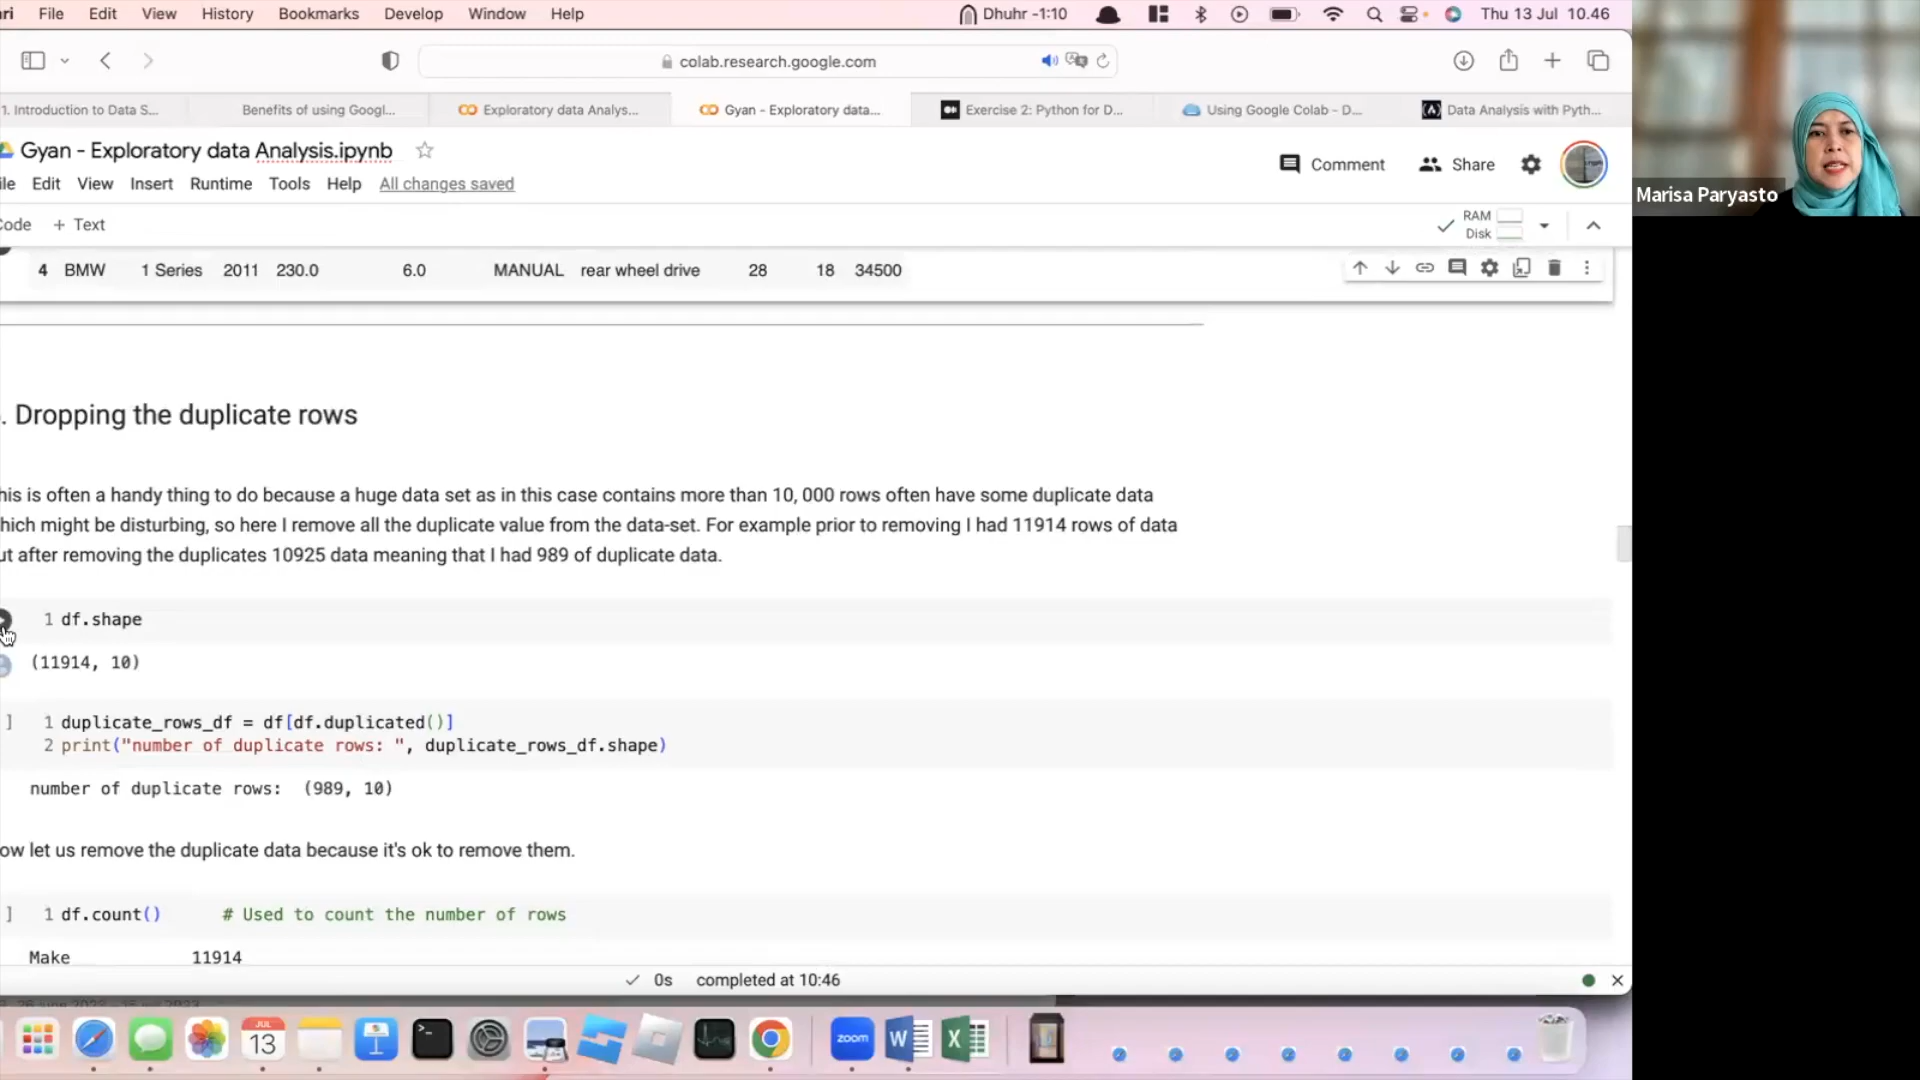 ri File Edit View History Bookmarks Develop Window Help Dhuhr -1:10 Thu 13 Jul 10.46
colab.research.google.com
1. Introduction to Data S... Benefits of using Googl... Exploratory data Analys... Gyan - Exploratory data... Exercise 2: Python for D... Using Google Colab - D... Data Analysis with Pyth...
Gyan - Exploratory data Analysis.ipynb
Comment Share
ile Edit View Insert Runtime Tools Help All changes saved
Marisa Paryasto
Code + Text
RAM
Disk
4 BMW 1 Series 2011 230.0 6.0 MANUAL rear wheel drive 28 18 34500
. Dropping the duplicate rows
his is often a handy thing to do because a huge data set as in this case contains more than 10, 000 rows often have some duplicate data
hich might be disturbing, so here I remove all the duplicate value from the data-set. For example prior to removing I had 11914 rows of data
ut after removing the duplicates 10925 data meaning that I had 989 of duplicate data.
1 df.shape
(11914, 10)
] 1 duplicate_rows_df = df[df.duplicated()]
2 print("number of duplicate rows: ", duplicate_rows_df.shape)
number of duplicate rows: (989, 10)
ow let us remove the duplicate data because it's ok to remove them.
] 1 df.count() # Used to count the number of rows
Make 11914
0s completed at 10:46
JUL
13
zoom
W
X